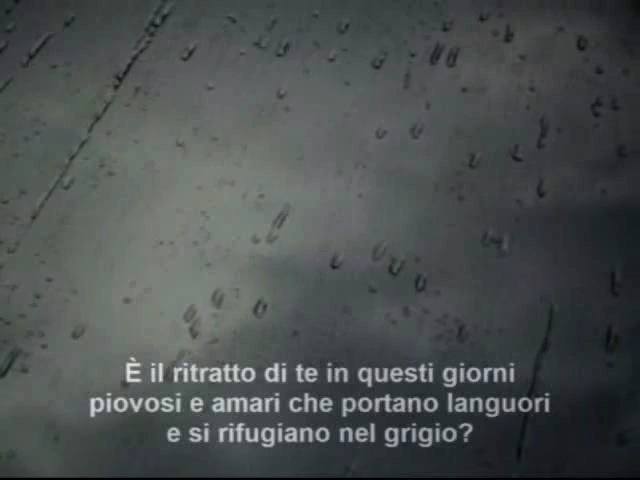 È il ritratto di te in questi giorni
piovosi e amari che portano languori
e si rifugiano nel grigio?